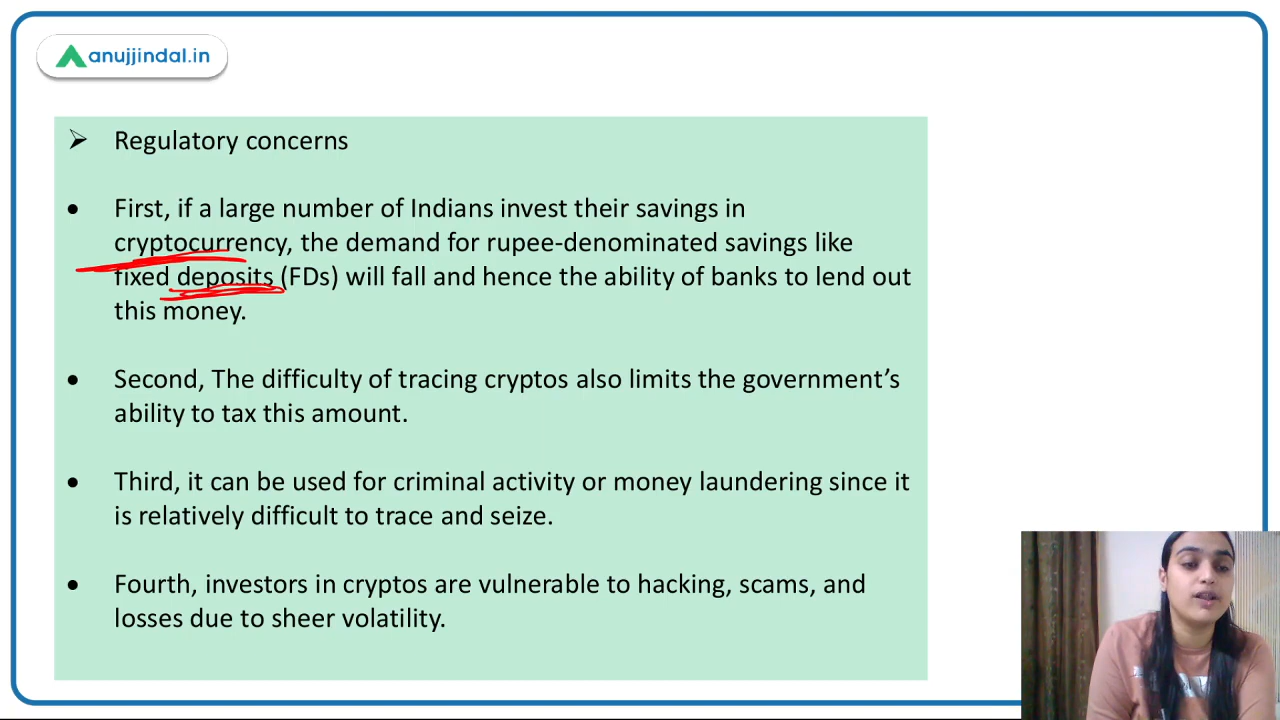 anujjindal.in
➢ Regulatory concerns
• First, if a large number of Indians invest their savings in
cryptocurrency, the demand for rupee-denominated savings like
fixed deposits (FDs) will fall and hence the ability of banks to lend out
this money.
• Second, The difficulty of tracing cryptos also limits the government’s
ability to tax this amount.
• Third, it can be used for criminal activity or money laundering since it
is relatively difficult to trace and seize.
• Fourth, investors in cryptos are vulnerable to hacking, scams, and
losses due to sheer volatility.